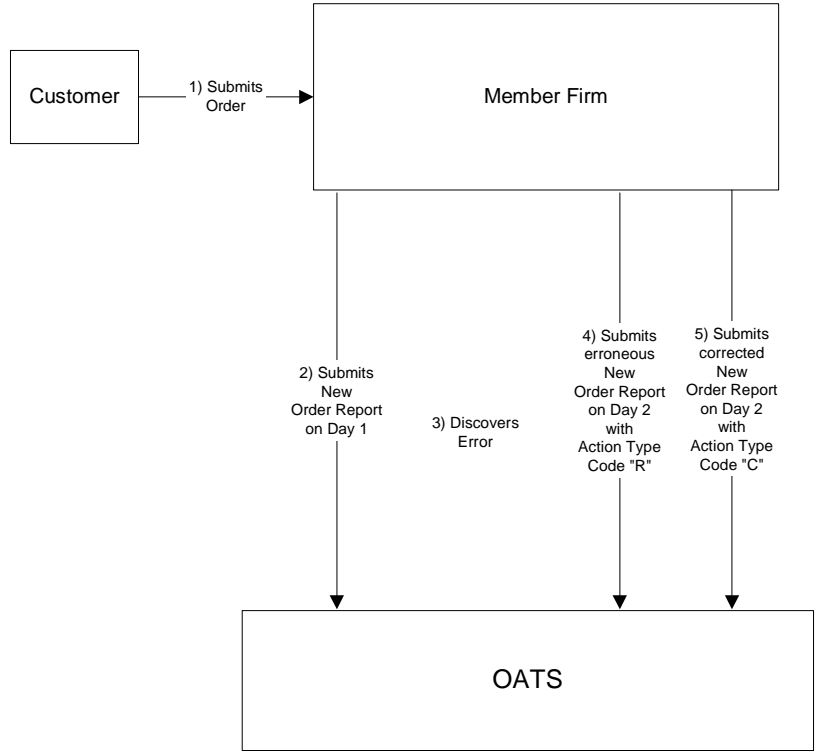 Customer
1) Submits
Order
Member Firm
2) Submits
New
Order Report
on Day 1
3) Discovers
Error
4) Submits
erroneous
New
Order Report
on Day 2
with
Action Type
Code "R"
5) Submits
corrected
New
Order Report
on Day 2
with
Action Type
Code "C"
OATS